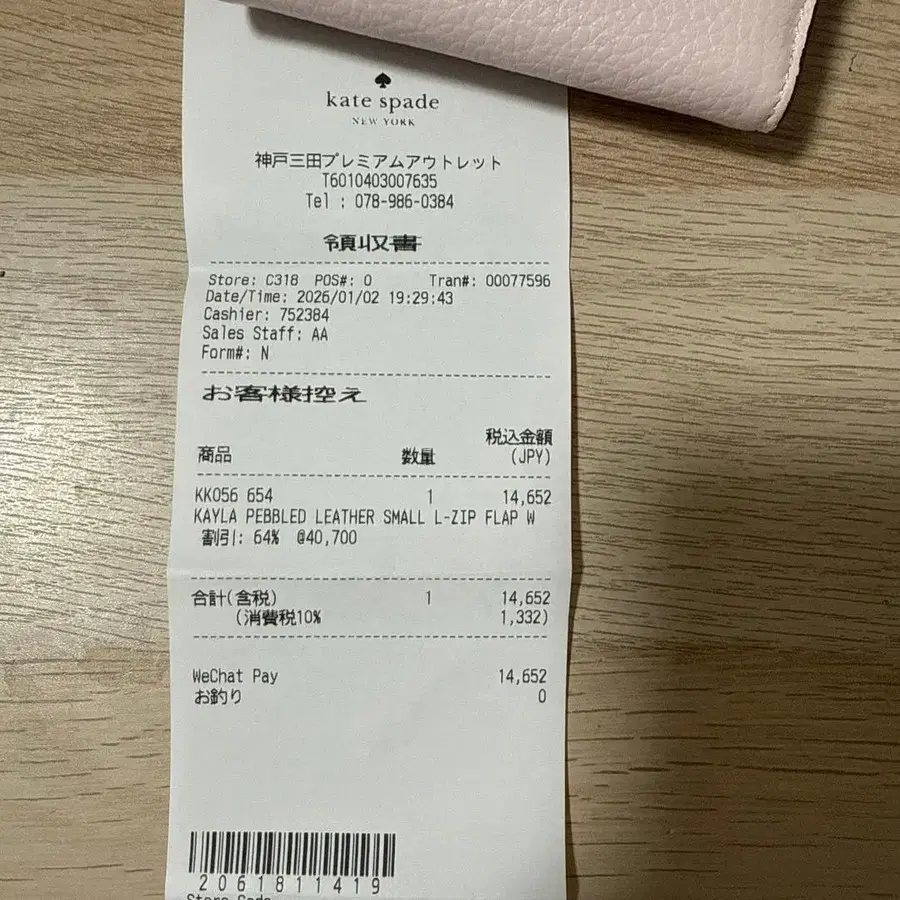 kate spade
NEW YORK
神戸三田プレミアムアウトレット
T6010403007635
Tel : 078-986-0384
領収書
Store: C318 POS#: 0 Tran#: 00077596
Date/Time: 2026/01/02 19:29:43
Cashier: 752384
Sales Staff: AA
Form#: N
お客様控え
税込金額
商品 数量 (JPY)
KK056 654 1 14,652
KAYLA PEBBLED LEATHER SMALL L-ZIP FLAP W
割引: 64% @40,700
合計(含税) 1 14,652
(消費税10% 1,332)
WeChat Pay 14,652
お釣り 0
2061811419
Store Code